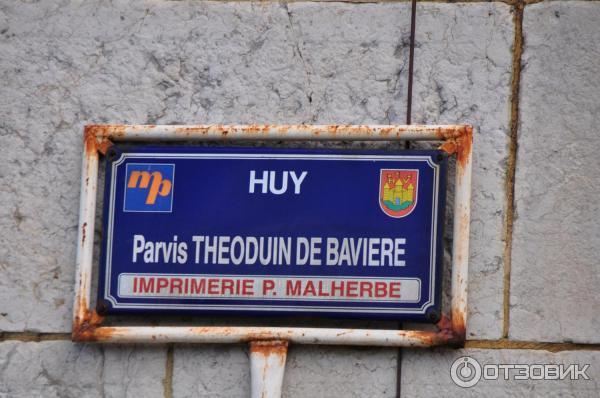 HUY
mp
Parvis THEODUIN DE BAVIERE
IMPRIMERIE P. MALHERBE
ОТЗОВИК